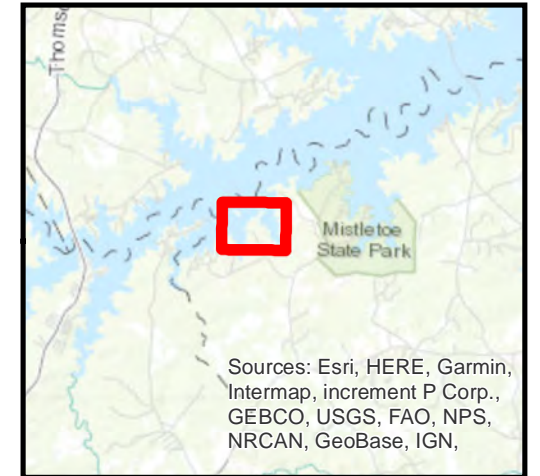 Thoms
Mistletoe
State Park
Sources: Esri, HERE, Garmin,
Intermap, increment P Corp.,
GEBCO, USGS, FAO, NPS,
NRCAN, GeoBase, IGN,